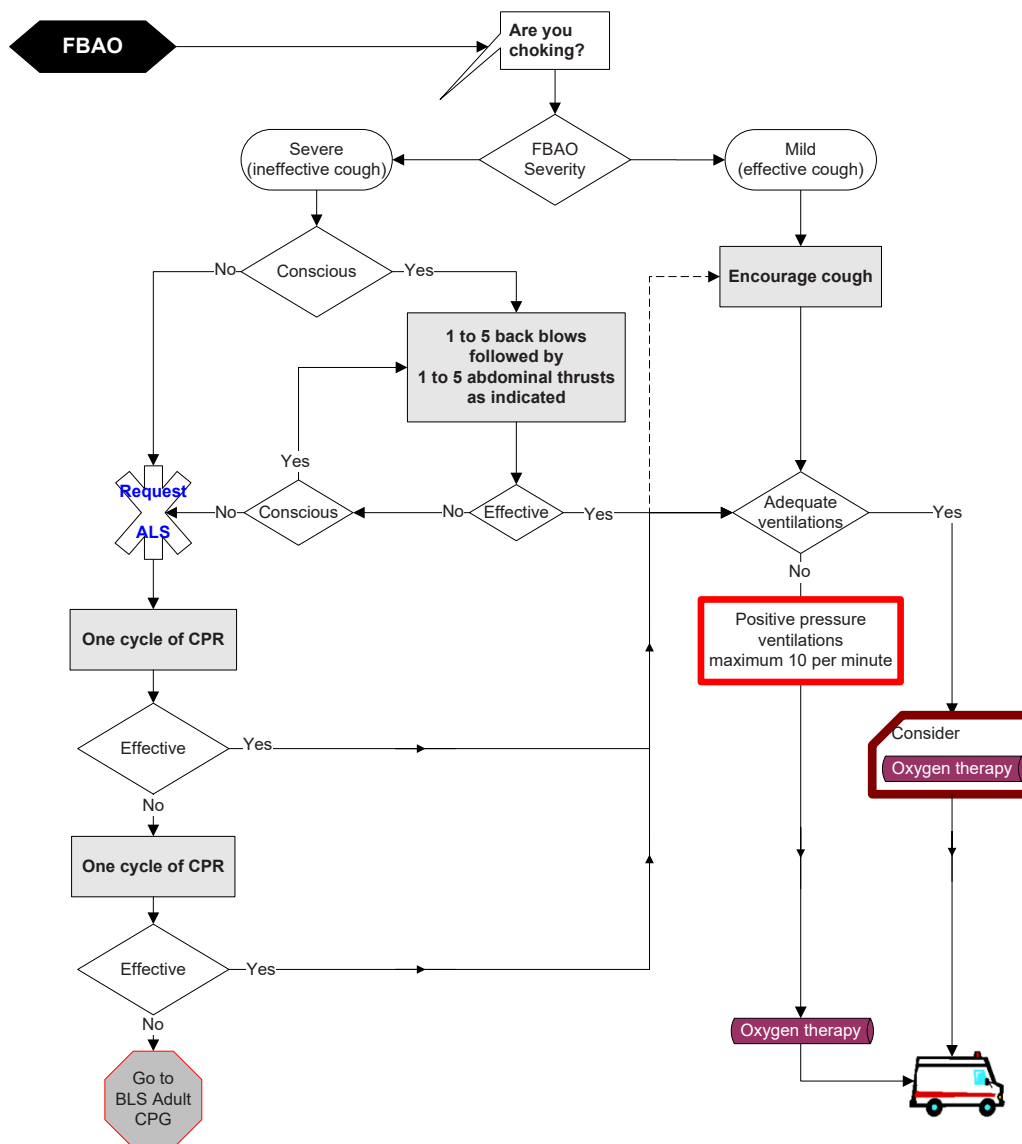 FBAO
Are you
choking?
Severe
(ineffective cough)
FBAO
Severity
Mild
(effective cough)
No
Conscious
Yes
Encourage cough
1 to 5 back blows
followed by
1 to 5 abdominal thrusts
as indicated
Yes
Request
ALS
No
Conscious
No
Effective
Yes
Adequate
ventilations
Yes
No
One cycle of CPR
Positive pressure
ventilations
maximum 10 per minute
Effective
Yes
Consider
Oxygen therapy
No
One cycle of CPR
Effective
Yes
No
Oxygen therapy
Go to
BLS Adult
CPG